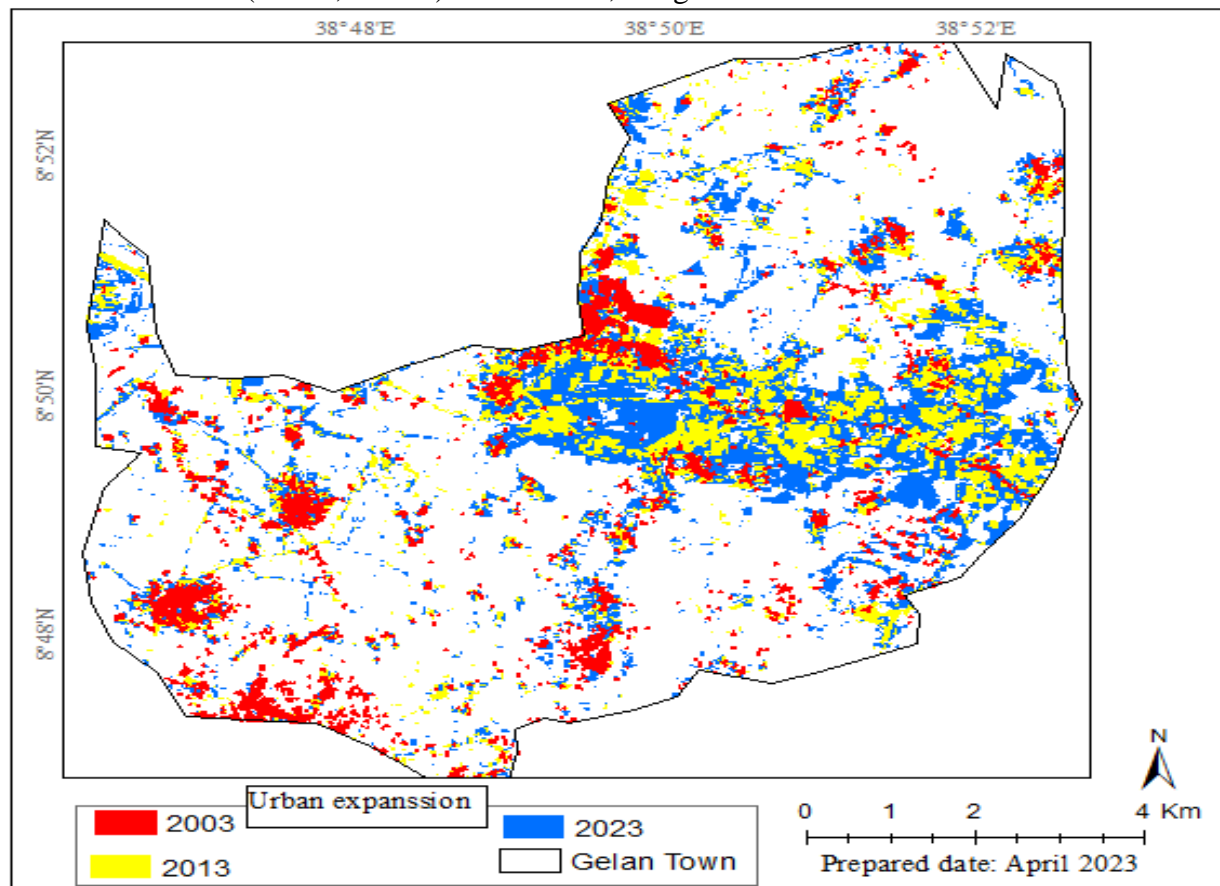 38°48'E 38°50'E 38°52'E
8°52'N
8°50'N
8°48'N
N
Urban expanssion
2003
2023
2013
Gelan Town
0 1 2 4 Km
Prepared date: April 2023